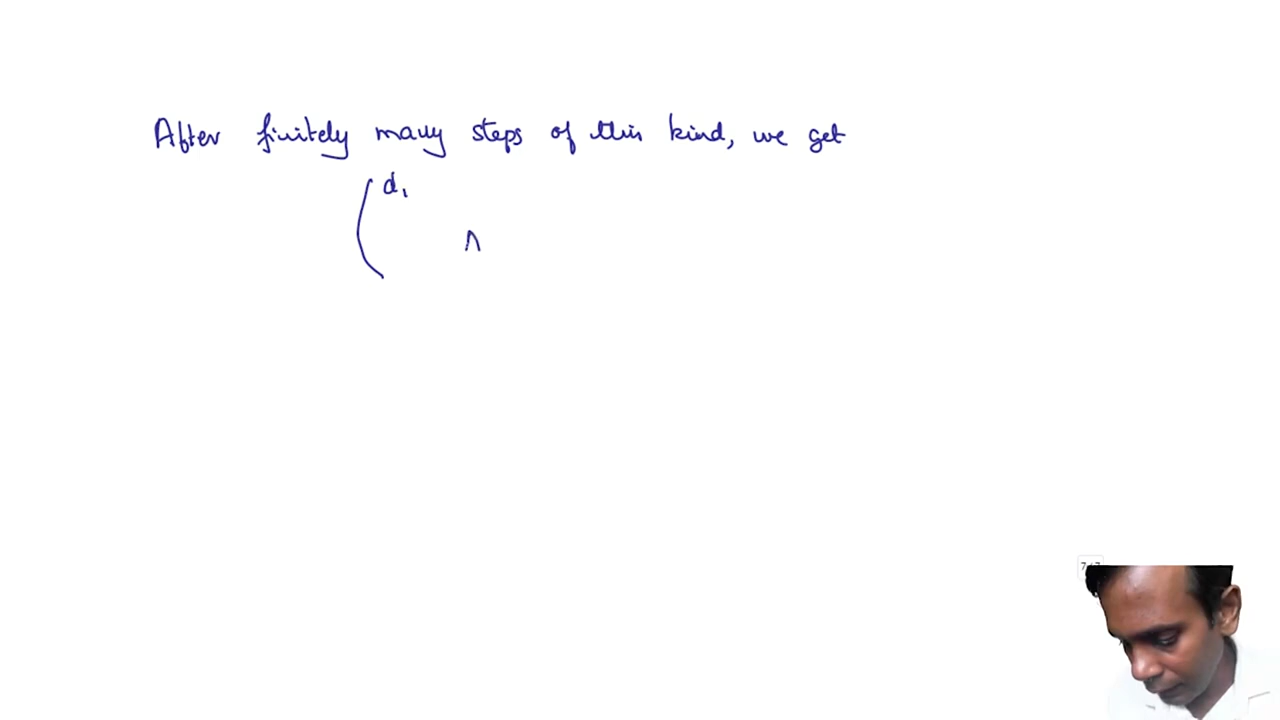 After finitely many steps of this kind, we get
( d₁